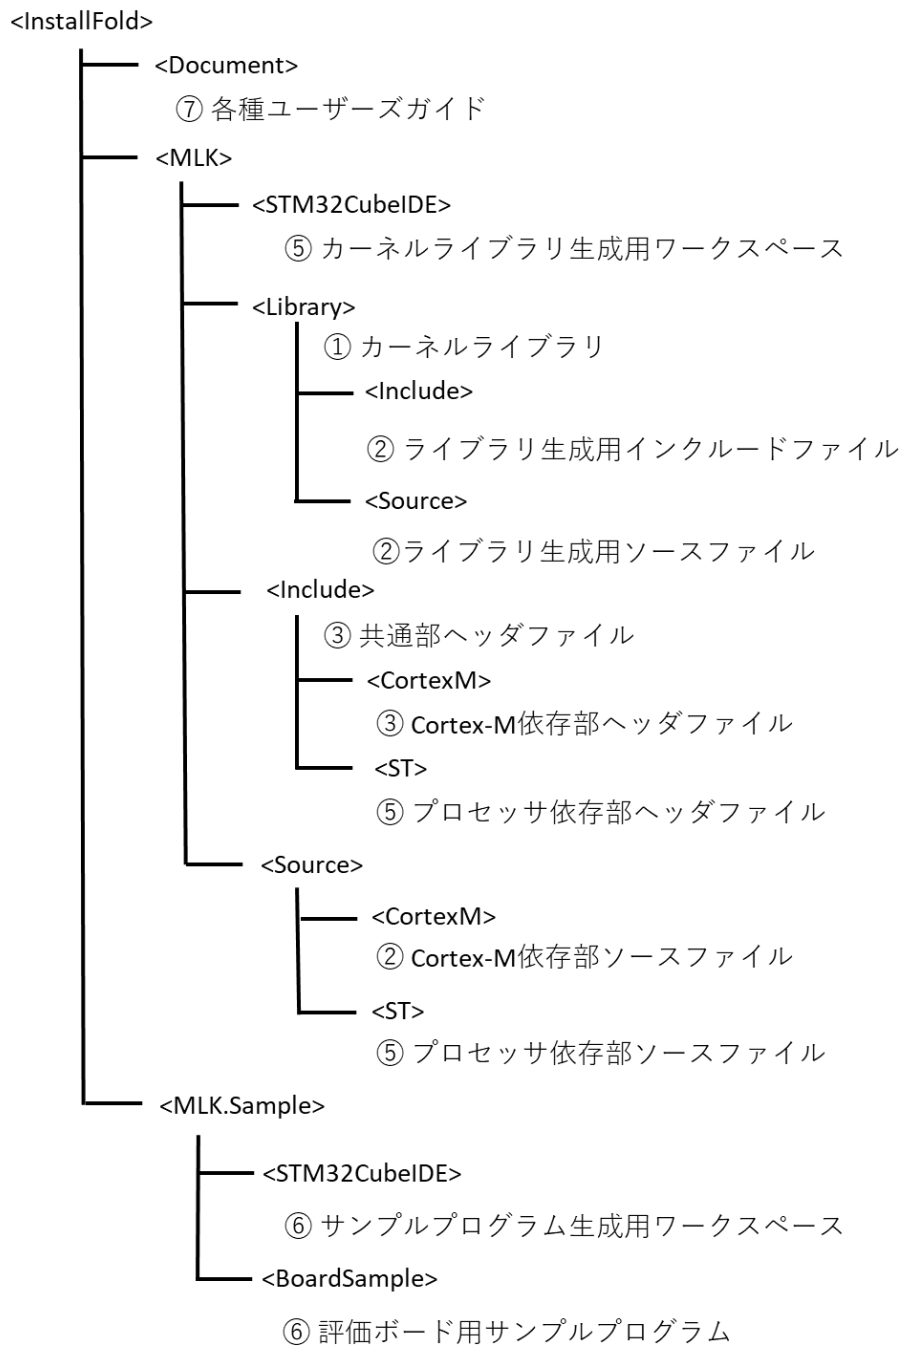 <InstallFold>
<Document>
⑦ 各種ユーザーズガイド
<MLK>
<STM32CubeIDE>
⑤ カーネルライブラリ生成用ワークスペース
<Library>
① カーネルライブラリ
<Include>
② ライブラリ生成用インクルードファイル
<Source>
②ライブラリ生成用ソースファイル
<Include>
③ 共通部ヘッダファイル
<CortexM>
③ Cortex-M依存部ヘッダファイル
<ST>
⑤ プロセッサ依存部ヘッダファイル
<Source>
<CortexM>
② Cortex-M依存部ソースファイル
<ST>
⑤ プロセッサ依存部ソースファイル
<MLK.Sample>
<STM32CubeIDE>
⑥ サンプルプログラム生成用ワークスペース
<BoardSample>
⑥ 評価ボード用サンプルプログラム